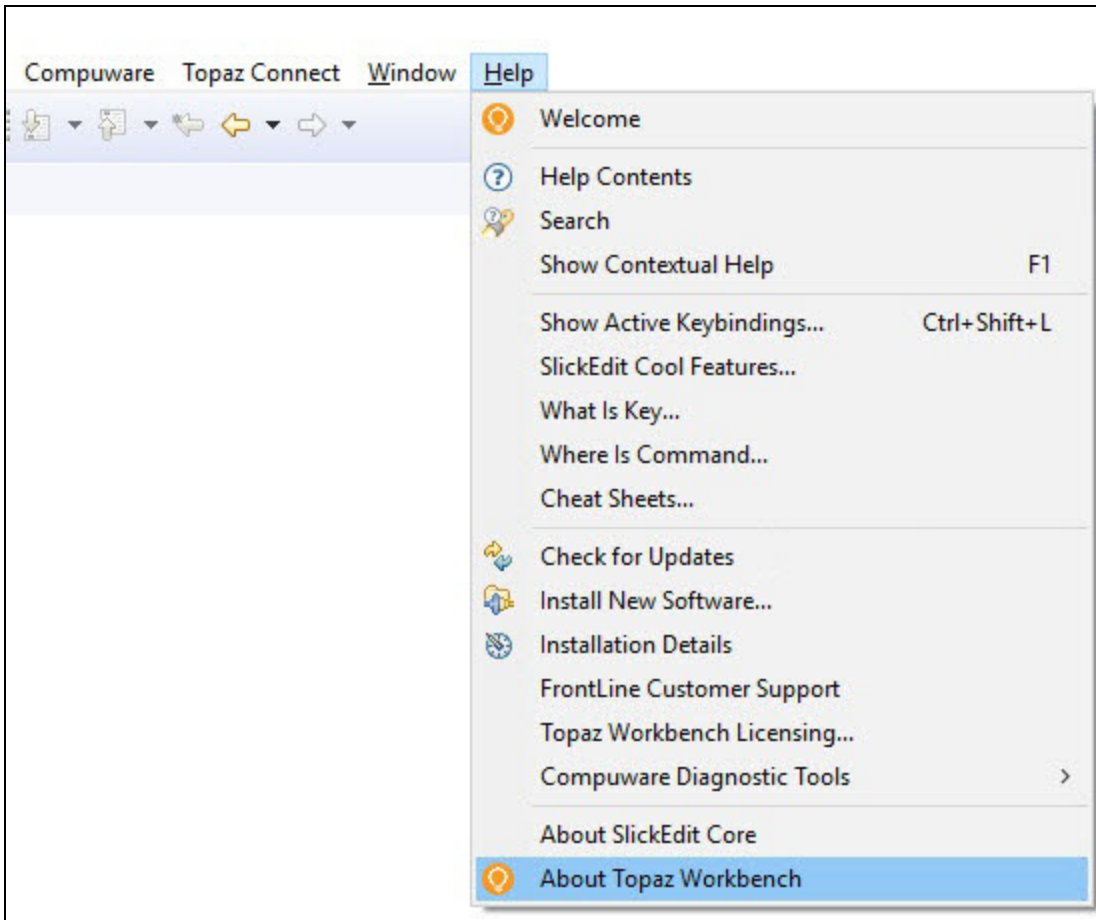 Compuware Topaz Connect Window Help
Welcome
Help Contents
Search
Show Contextual Help F1
Show Active Keybindings... Ctrl+Shift+L
SlickEdit Cool Features...
What Is Key...
Where Is Command...
Cheat Sheets...
Check for Updates
Install New Software...
Installation Details
FrontLine Customer Support
Topaz Workbench Licensing...
Compuware Diagnostic Tools >
About SlickEdit Core
About Topaz Workbench